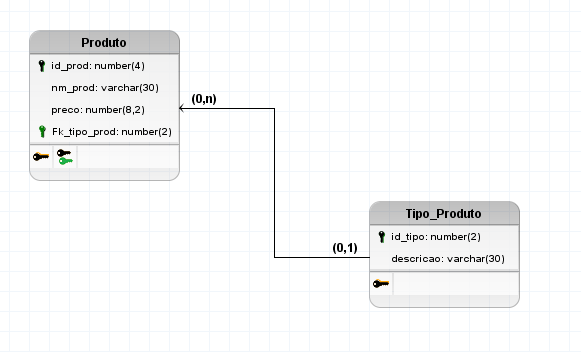 Produto
id_prod: number(4)
nm_prod: varchar(30)
preco: number(8,2)
Fk_tipo_prod: number(2)
(0,n)
(0,1)
Tipo_Produto
id_tipo: number(2)
descricao: varchar(30)